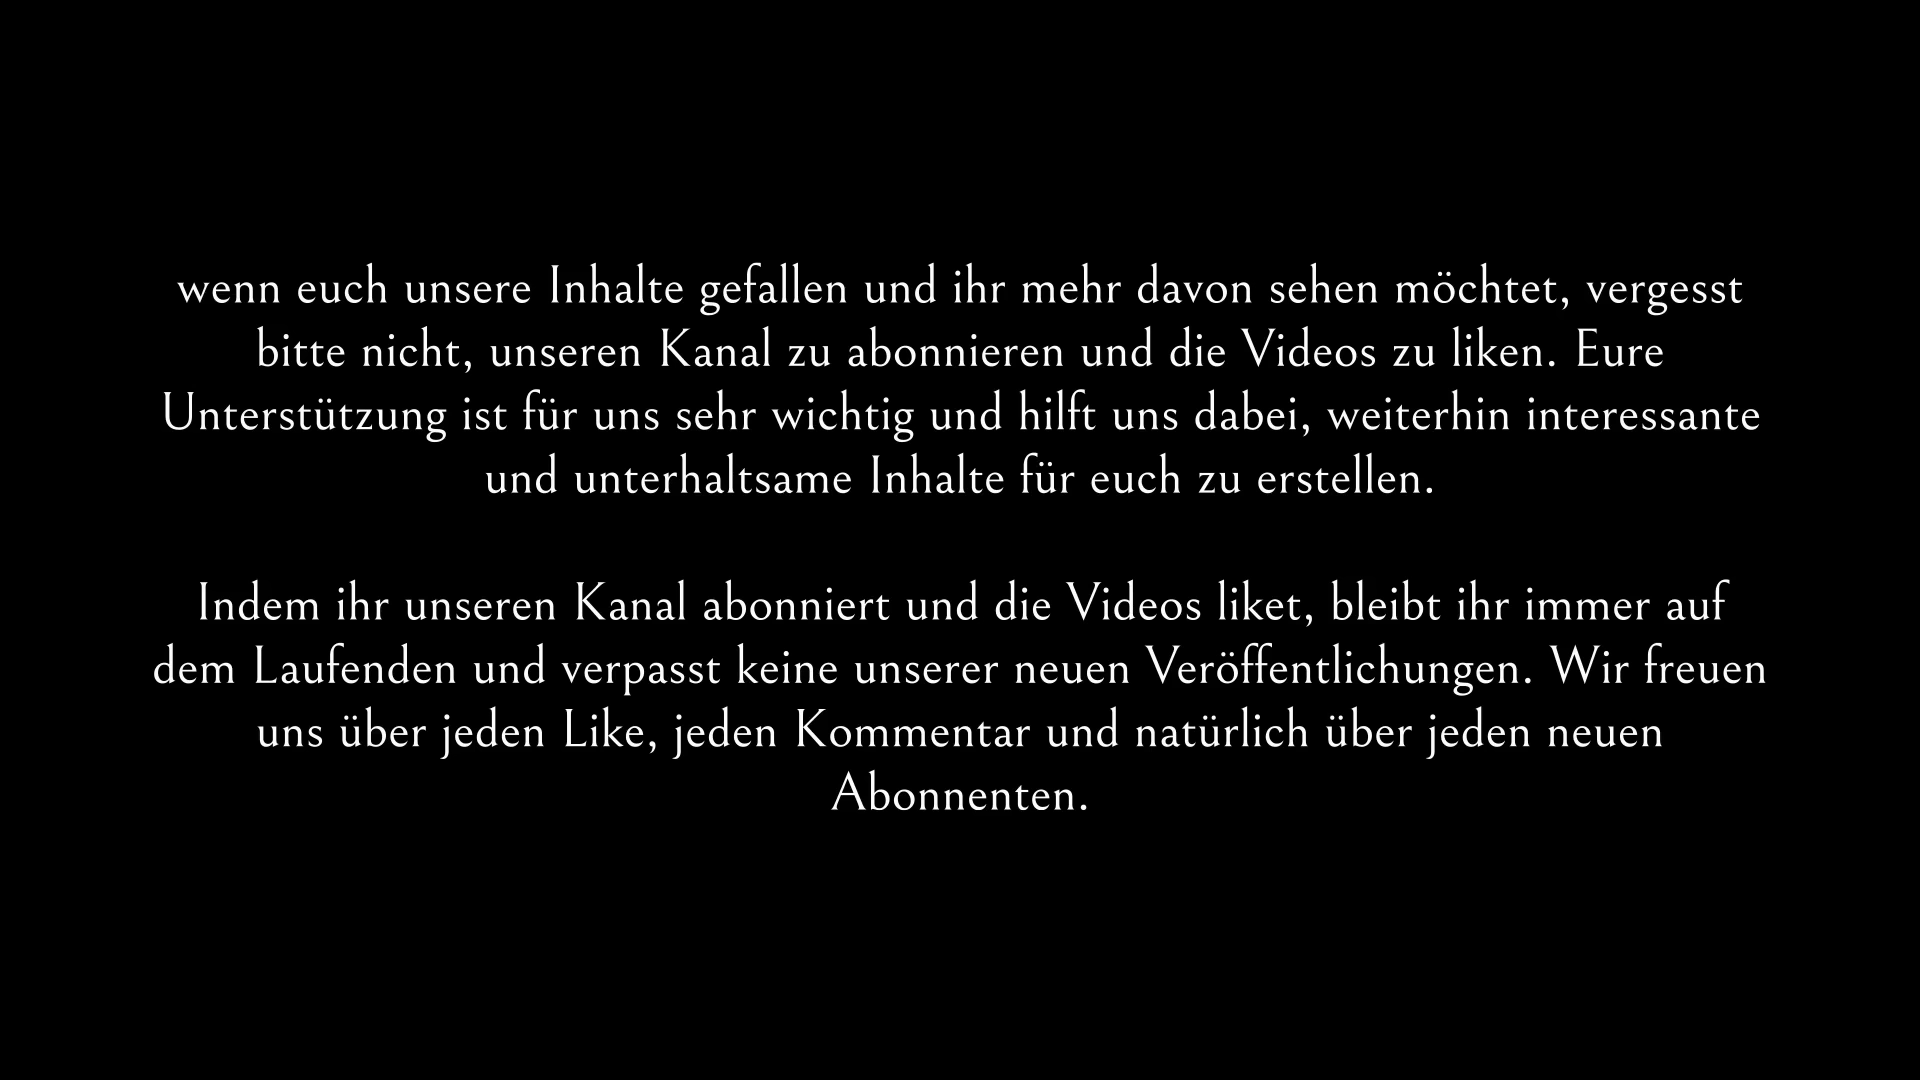 wenn euch unsere Inhalte gefallen und ihr mehr davon sehen möchtet, vergesst
bitte nicht, unseren Kanal zu abonnieren und die Videos zu liken. Eure
Unterstützung ist für uns sehr wichtig und hilft uns dabei, weiterhin interessante
und unterhaltsame Inhalte für euch zu erstellen.
Indem ihr unseren Kanal abonniert und die Videos liket, bleibt ihr immer auf
dem Laufenden und verpasst keine unserer neuen Veröffentlichungen. Wir freuen
uns über jeden Like, jeden Kommentar und natürlich über jeden neuen
Abonnenten.